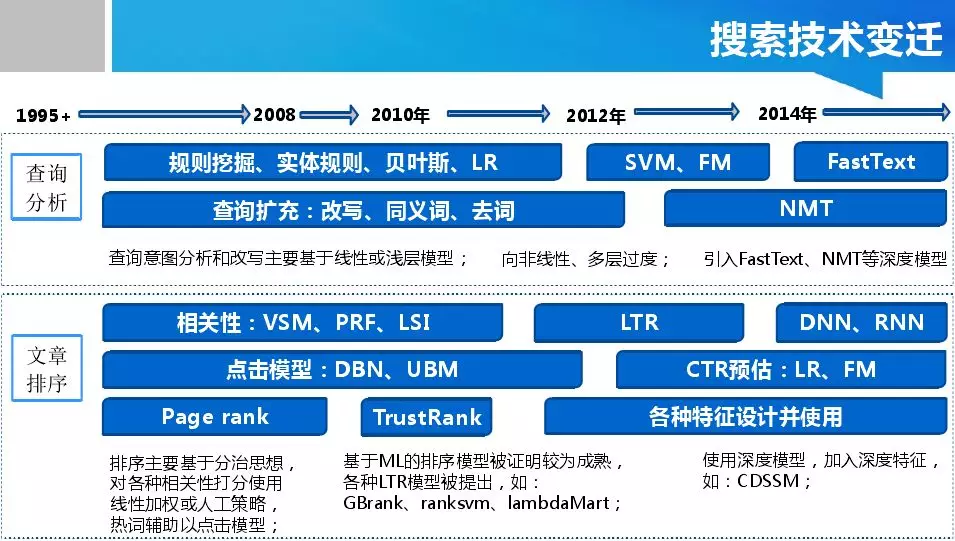 搜索技术变迁
1995+ 2008 2010年 2012年 2014年
查询
分析
规则挖掘、实体规则、贝叶斯、LR
SVM、FM
FastText
查询扩充：改写、同义词、去词
NMT
查询意图分析和改写主要基于线性或浅层模型；
向非线性、多层过度；
引入FastText、NMT等深度模型
文章
排序
相关性：VSM、PRF、LSI
LTR
DNN、RNN
点击模型：DBN、UBM
CTR预估：LR、FM
Page rank
TrustRank
各种特征设计并使用
排序主要基于分治思想，
对各种相关性打分使用
线性加权或人工策略，
热词辅助以点击模型；
基于ML的排序模型被证明较为成熟，
各种LTR模型被提出，如：
GBrank、ranksvm、lambdaMart；
使用深度模型，加入深度特征，
如：CDSSM；